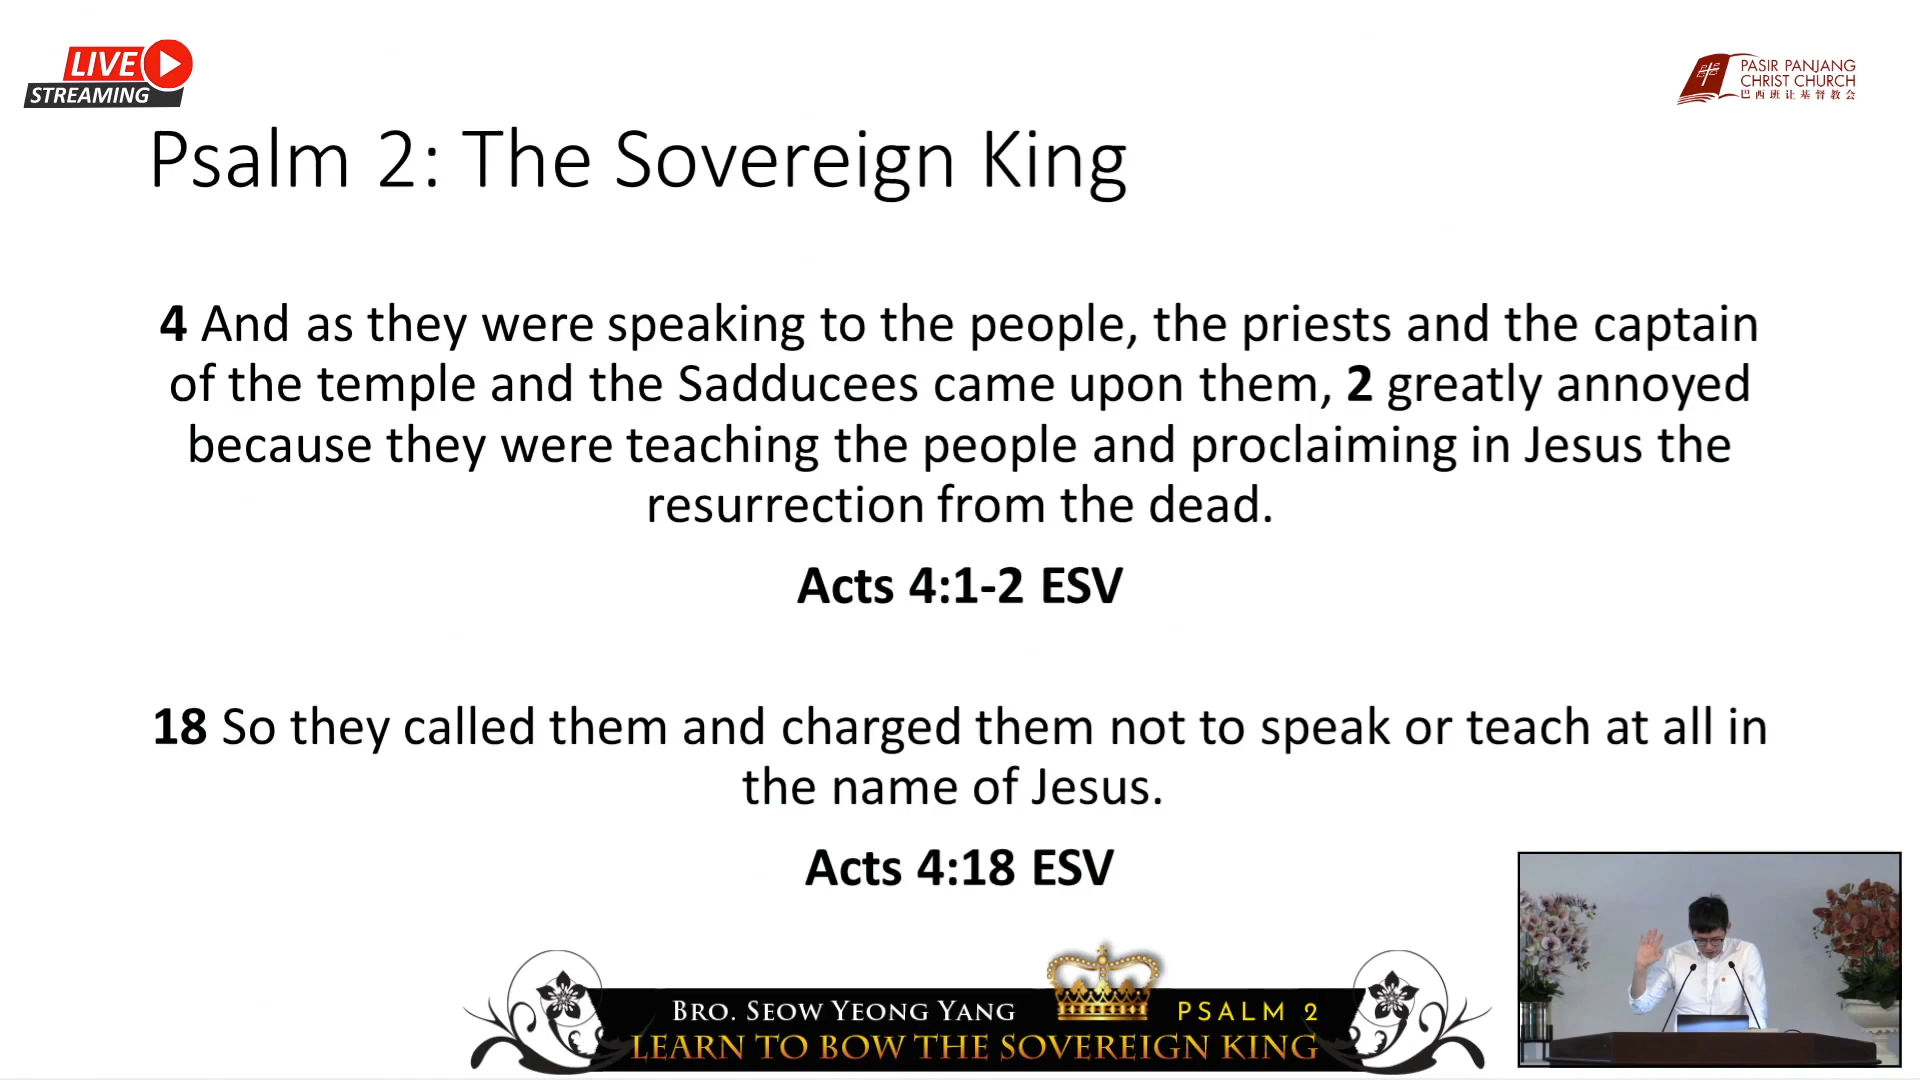 LIVE
STREAMING
PASIR PANJANG
CHRIST CHURCH
巴西班让基督教会
Psalm 2: The Sovereign King
4 And as they were speaking to the people, the priests and the captain
of the temple and the Sadducees came upon them, 2 greatly annoyed
because they were teaching the people and proclaiming in Jesus the
resurrection from the dead.
Acts 4:1-2 ESV
18 So they called them and charged them not to speak or teach at all in
the name of Jesus.
Acts 4:18 ESV
BRO. SEOW YEONG YANG
PSALM 2
LEARN TO BOW THE SOVEREIGN KING